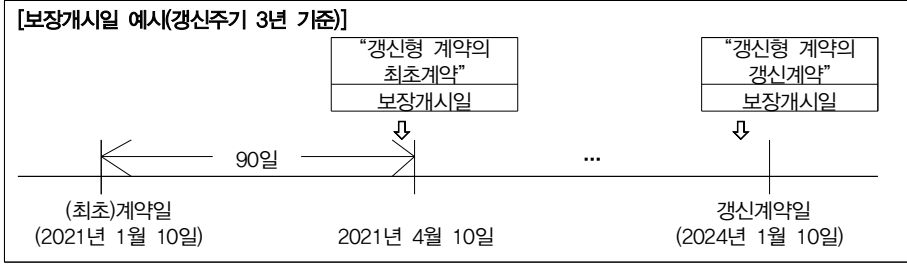 [보장개시일 예시(갱신주기 3년 기준)]
“갱신형 계약의
최초계약”
보장개시일
“갱신형 계약의
갱신계약”
보장개시일
90일
...
(최초)계약일
(2021년 1월 10일)
2021년 4월 10일
갱신계약일
(2024년 1월 10일)